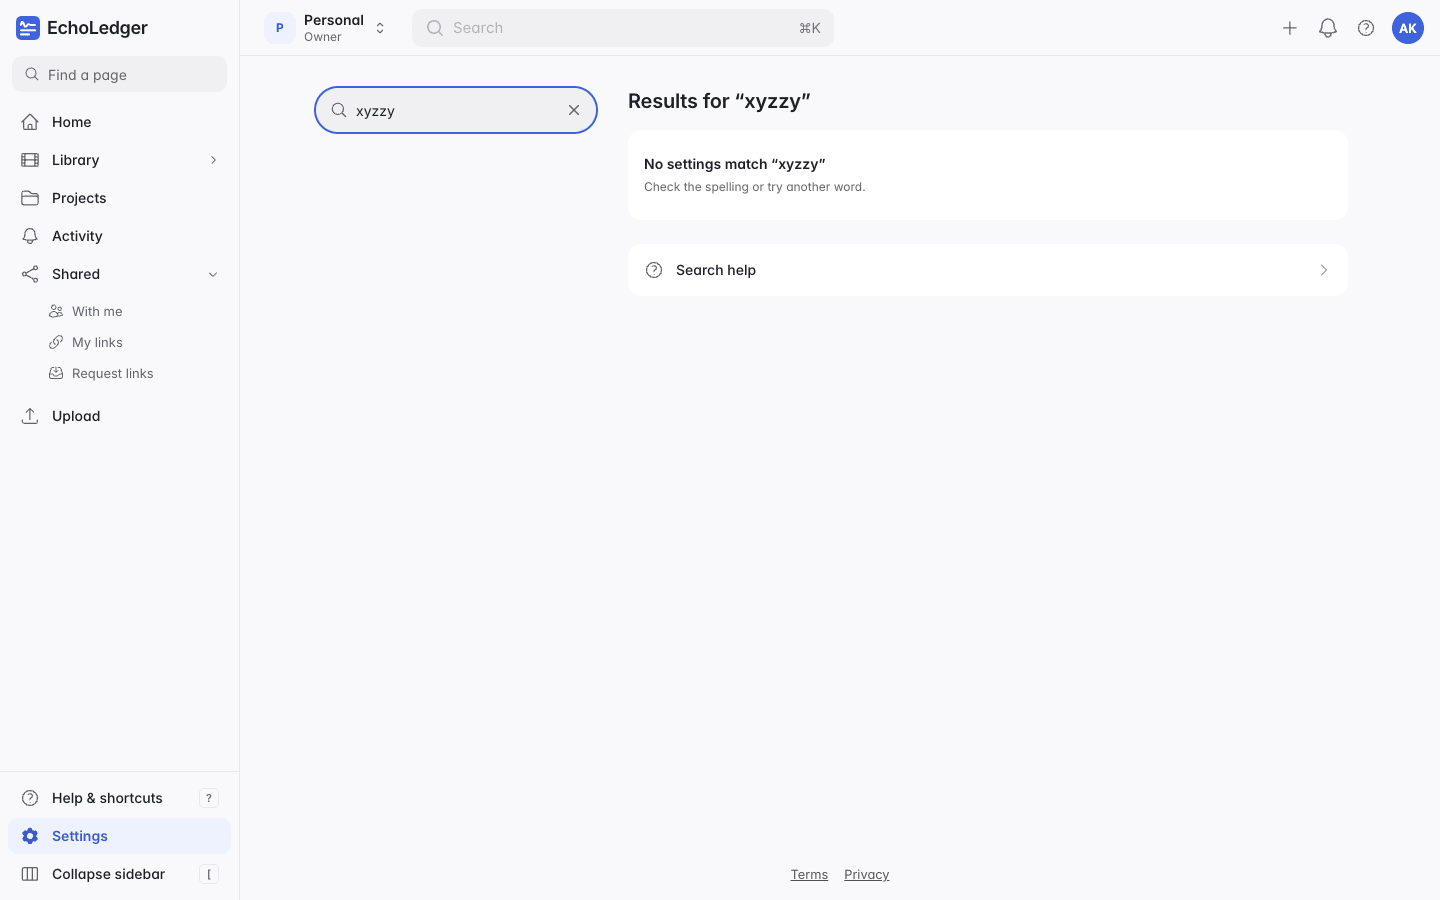 EchoLedger
Find a page
Home
Library
Projects
Activity
Shared
With me
My links
Request links
Upload
Help & shortcuts ?
Settings
Collapse sidebar [
P Personal
Owner
Search ⌘K
AK
xyzzy
Results for “xyzzy”
No settings match “xyzzy”
Check the spelling or try another word.
Search help
Terms Privacy